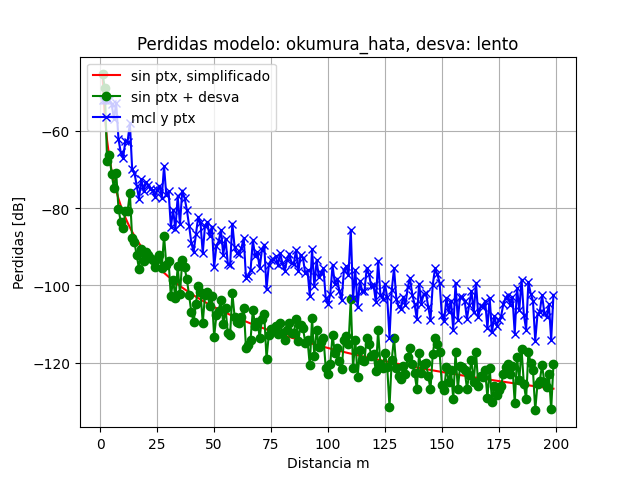 Perdidas modelo: okumura_hata, desva: lento
sin ptx, simplificado
sin ptx + desva
mcl y ptx
−60
−80
−100
−120
Perdidas [dB]
0 25 50 75 100 125 150 175 200
Distancia m